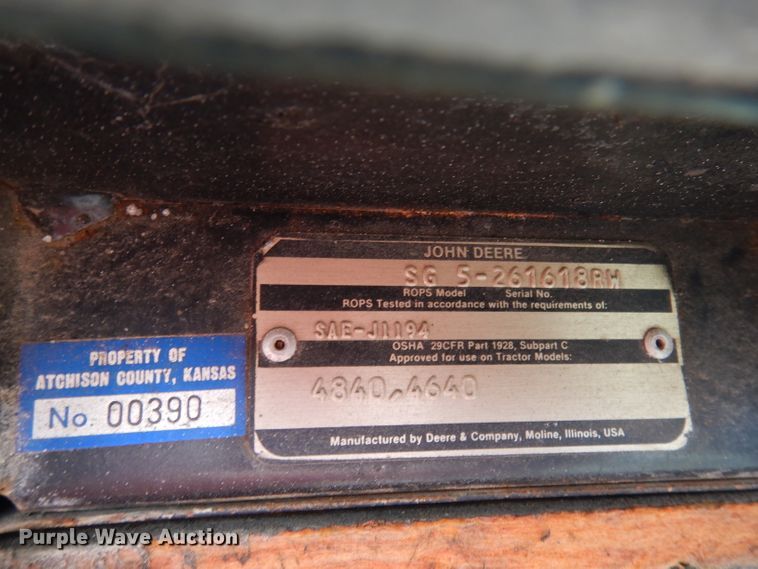 JOHN DEERE
SG 5-261618RW
ROPS Model Serial No.
ROPS Tested in accordance with the requirements of:
SAE-J1194
OSHA 29CFR Part 1928, Subpart C
Approved for use on Tractor Models:
4840,4640
Manufactured by Deere & Company, Moline, Illinois, USA
PROPERTY OF
ATCHISON COUNTY, KANSAS
No. 00390
Purple Wave Auction